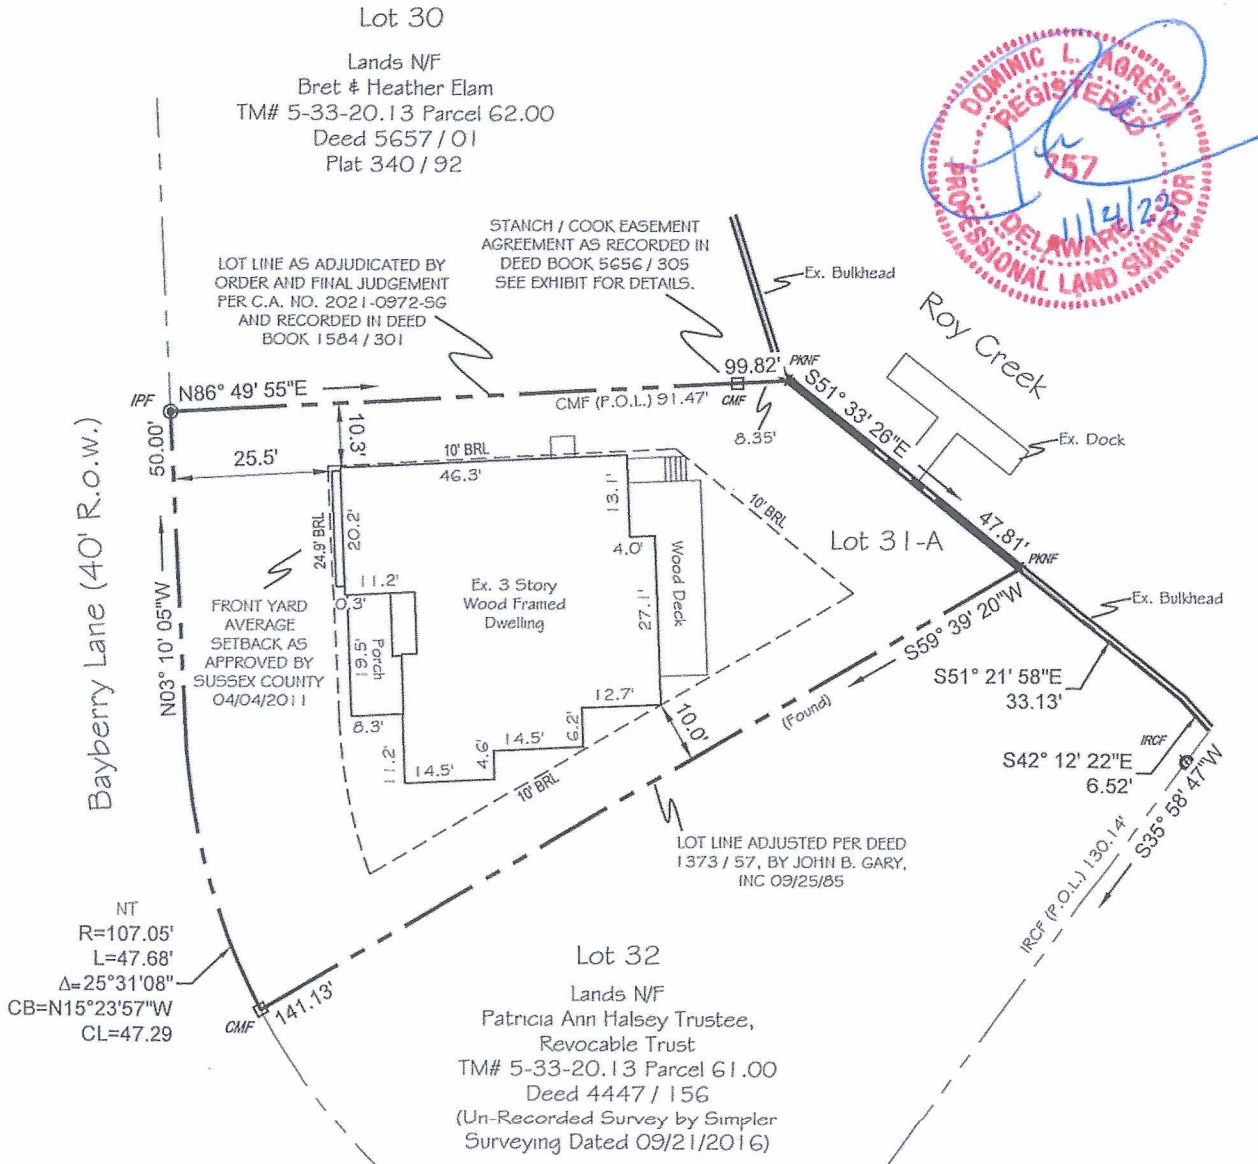 Lot 30
Lands N/F
Bret & Heather Elam
TM# 5-33-20.13 Parcel 62.00
Deed 5657 / 01
Plat 340 / 92
DOMINIC L. AGRESTA
REGISTERED
757
DELAWARE
PROFESSIONAL LAND SURVEYOR
11/4/23
STANCH / COOK EASEMENT
AGREEMENT AS RECORDED IN
DEED BOOK 5656 / 305
SEE EXHIBIT FOR DETAILS.
LOT LINE AS ADJUDICATED BY
ORDER AND FINAL JUDGEMENT
PER C.A. NO. 2021-0972-SG
AND RECORDED IN DEED
BOOK 1584 / 301
Ex. Bulkhead
Roy Creek
IPF
N86° 49' 55"E
99.82'
PKNF
CMF (P.O.L.) 91.47'
CMF
8.35'
S51° 33' 26"E
47.81'
PKNF
Ex. Dock
50.00'
25.5'
10.3'
10' BRL
46.3'
13.1'
10' BRL
24.9' BRL
20.2'
4.0'
Lot 31-A
Bayberry Lane (40' R.o.w.)
N03° 10' 05"W
11.2'
0.3'
Ex. 3 Story
Wood Framed
Dwelling
27.1'
Wood Deck
FRONT YARD
AVERAGE
SETBACK AS
APPROVED BY
SUSSEX COUNTY
04/04/2011
19.5'
Porch
8.3'
11.2'
14.5'
4.6'
14.5'
6.2'
12.7'
10.0'
10' BRL
S59° 39' 20"W
(Found)
Ex. Bulkhead
S51° 21' 58"E
33.13'
IRCF
S42° 12' 22"E
6.52'
S35° 58' 47"W
IRCF (P.O.L.) 130.14'
LOT LINE ADJUSTED PER DEED
1373 / 57, BY JOHN B. GARY,
INC 09/25/85
NT
R=107.05'
L=47.68'
Δ=25°31'08"
CB=N15°23'57"W
CL=47.29
CMF
141.13'
Lot 32
Lands N/F
Patricia Ann Halsey Trustee,
Revocable Trust
TM# 5-33-20.13 Parcel 61.00
Deed 4447 / 156
(Un-Recorded Survey by Simpler
Surveying Dated 09/21/2016)